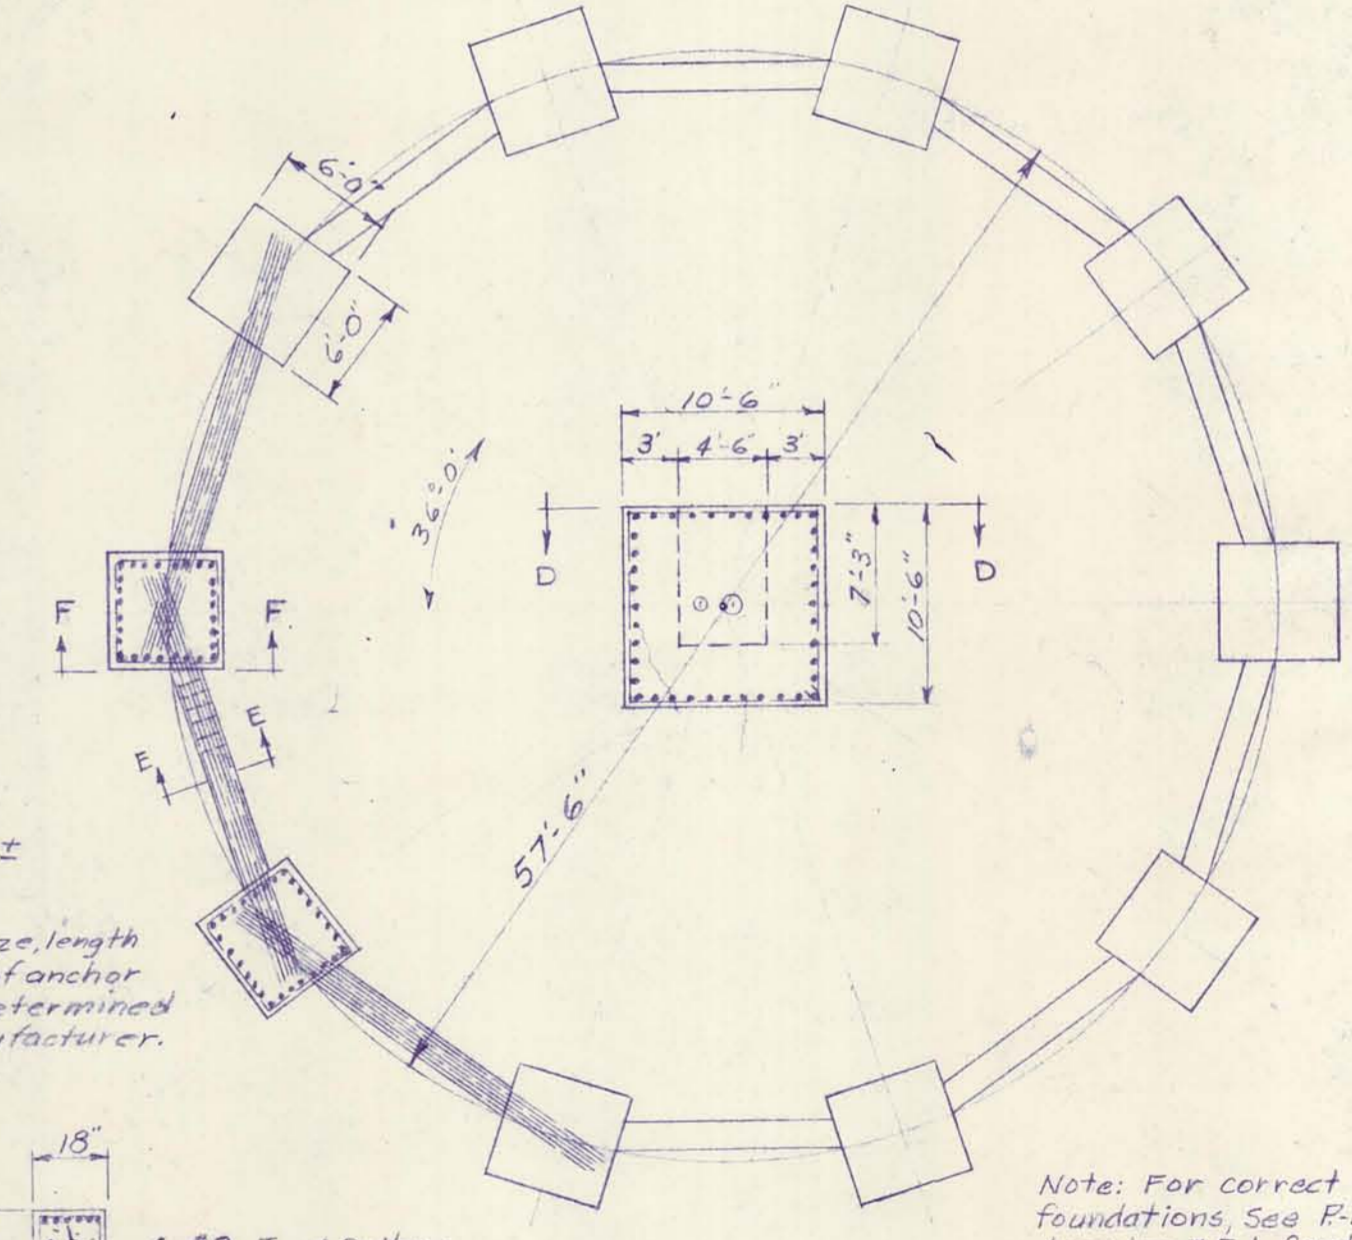 6'-0"
6'-0"
10'-6"
3' 4'-6" 3'
36°-0'
D
D
7'-3"
10'-6"
F
F
E
E
57'-6"
±
ze, length
f anchor
etermined
facturer.
18"
Note: For correct
foundations, See P-